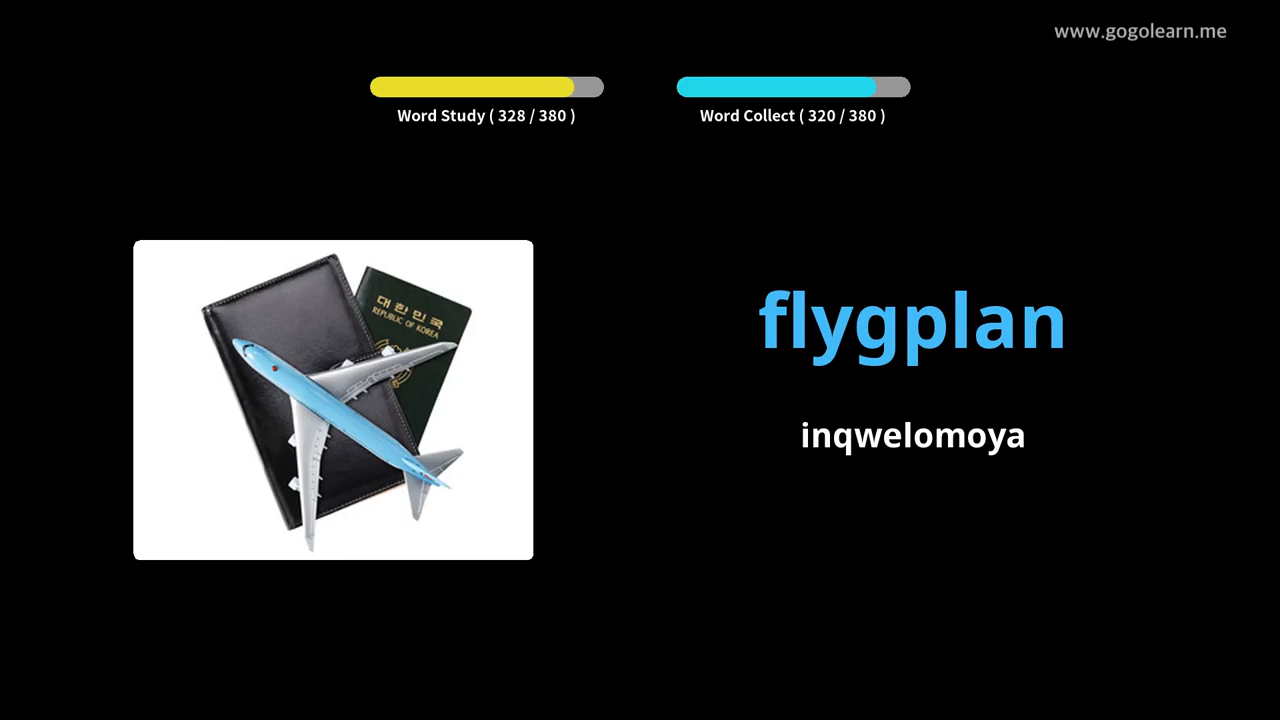 www.gogolearn.me
Word Study ( 328 / 380 )
Word Collect ( 320 / 380 )
대한민국
REPUBLIC OF KOREA
flygplan
inqwelomoya